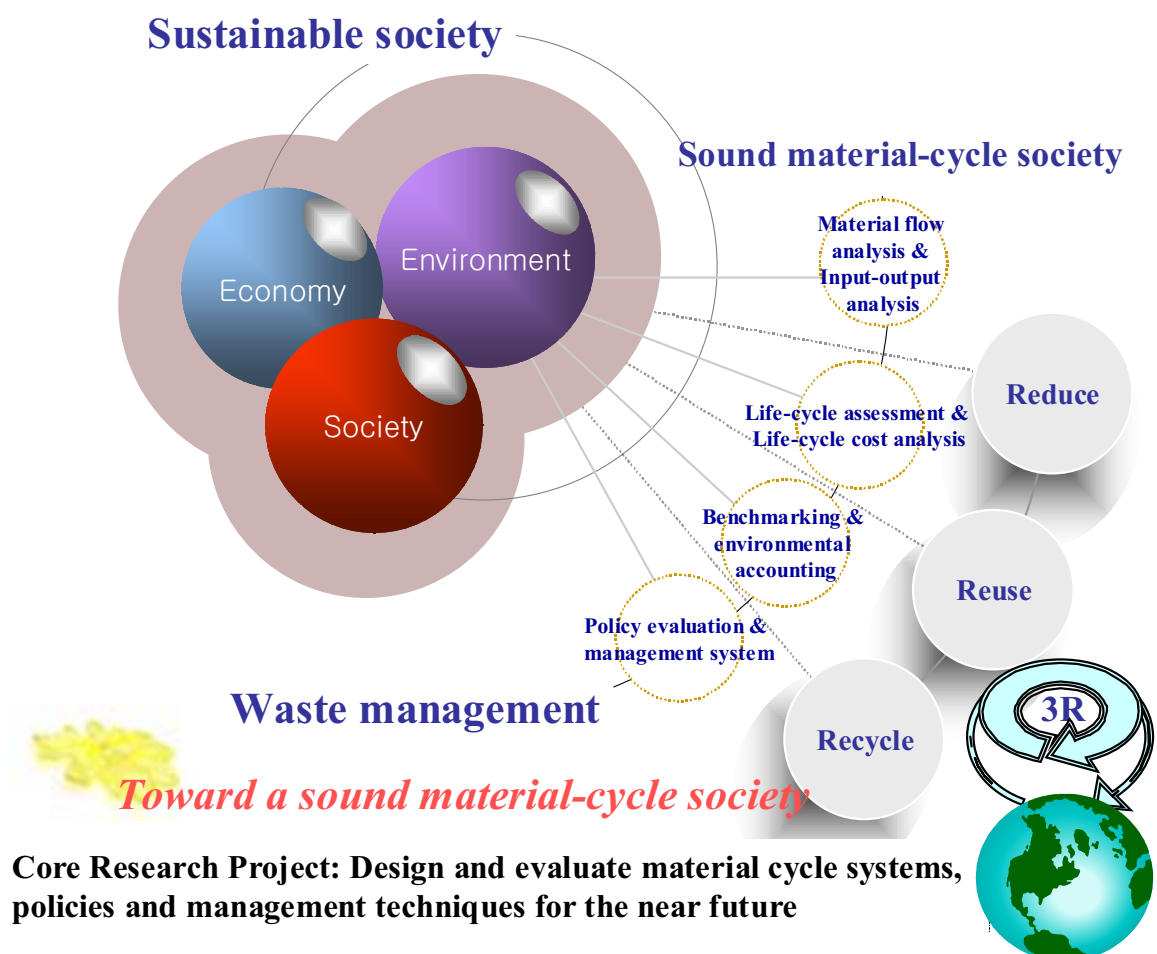 Sustainable society
Sound material-cycle society
Material flow
analysis &
Input-output
analysis
Environment
Economy
Society
Reduce
Life-cycle assessment &
Life-cycle cost analysis
Benchmarking &
environmental
accounting
Reuse
Policy evaluation &
management system
Waste management
3R
Recycle
Toward a sound material-cycle society
Core Research Project: Design and evaluate material cycle systems,
policies and management techniques for the near future